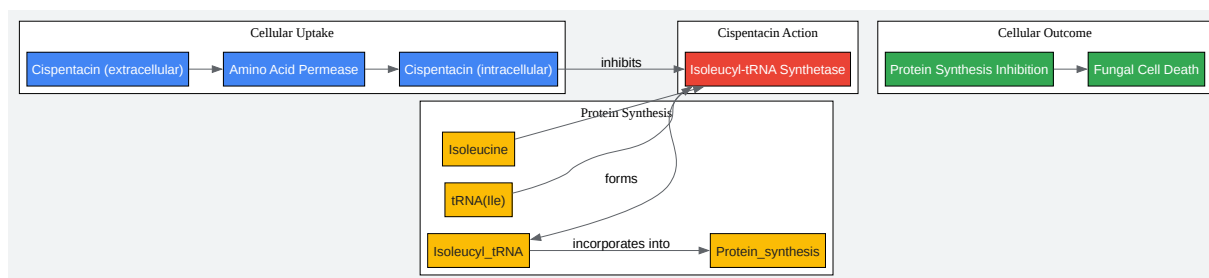 Cellular Uptake
Cispentacin (extracellular)
Amino Acid Permease
Cispentacin (intracellular)
inhibits
Cispentacin Action
Isoleucyl-tRNA Synthetase
Cellular Outcome
Protein Synthesis Inhibition
Fungal Cell Death
Protein Synthesis
Isoleucine
tRNA(Ile)
forms
Isoleucyl_tRNA
incorporates into
Protein_synthesis